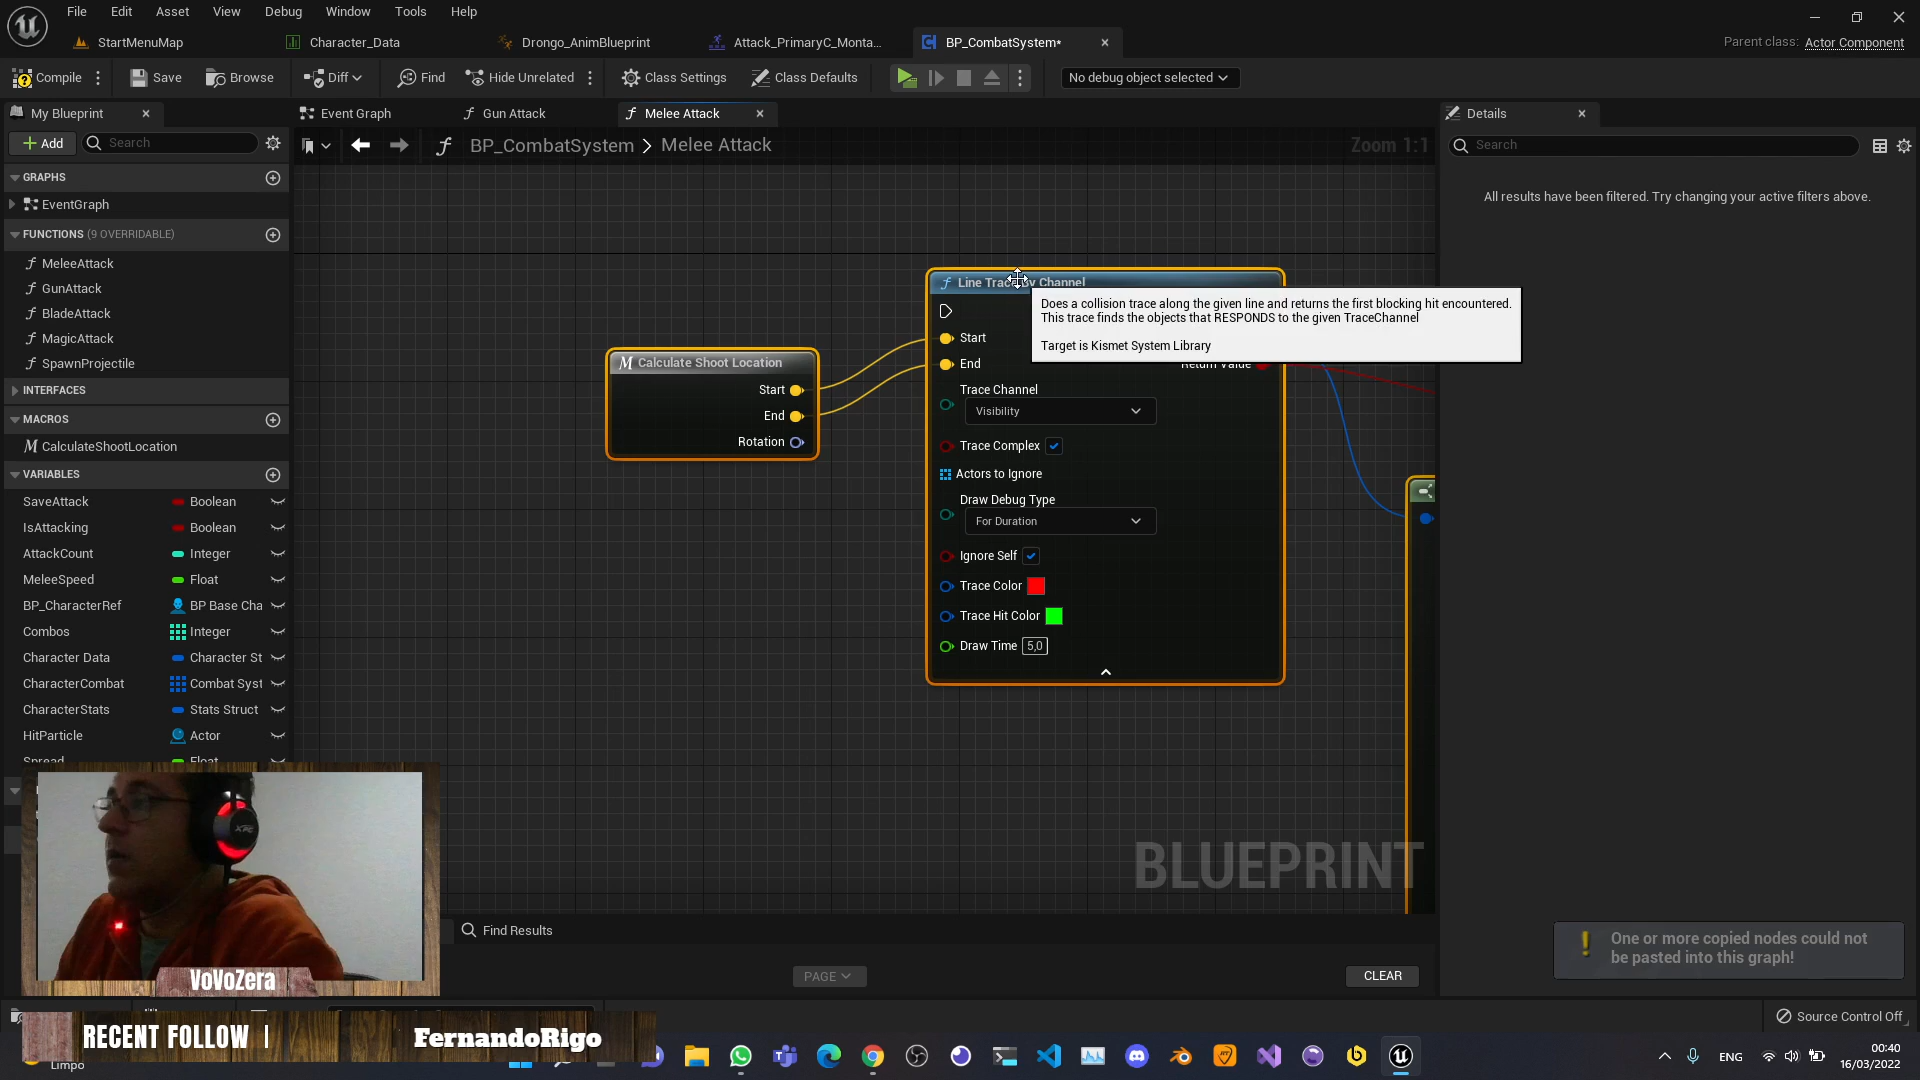 File Edit Asset View Debug Window Tools Help
StartMenuMap Character_Data Drongo_AnimBlueprint Attack_PrimaryC_Monta... BP_CombatSystem* Parent class: Actor Component
Compile Save Browse Diff Find Hide Unrelated Class Settings Class Defaults No debug object selected
My Blueprint Event Graph Gun Attack Melee Attack Details
Add Search BP_CombatSystem > Melee Attack Zoom 1:1 Search
GRAPHS
EventGraph
FUNCTIONS (9 OVERRIDABLE)
MeleeAttack
GunAttack
BladeAttack
MagicAttack
SpawnProjectile
INTERFACES
MACROS
CalculateShootLocation
VARIABLES
SaveAttack Boolean
IsAttacking Boolean
AttackCount Integer
MeleeSpeed Float
BP_CharacterRef BP Base Cha
Combos Integer
Character Data Character St
CharacterCombat Combat Syst
CharacterStats Stats Struct
HitParticle Actor
Spread Float
Calculate Shoot Location
Start
End
Rotation
Line Trace By Channel
Start
End Return Value
Trace Channel
Visibility
Trace Complex
Actors to Ignore
Draw Debug Type
For Duration
Ignore Self
Trace Color
Trace Hit Color
Draw Time 5,0
Does a collision trace along the given line and returns the first blocking hit encountered.
This trace finds the objects that RESPONDS to the given TraceChannel
Target is Kismet System Library
All results have been filtered. Try changing your active filters above.
BLUEPRINT
Find Results
PAGE CLEAR
One or more copied nodes could not
be pasted into this graph!
VoVoZera
Source Control Off
RECENT FOLLOW | FernandoRigo
Limpo
ENG
00:40
16/03/2022